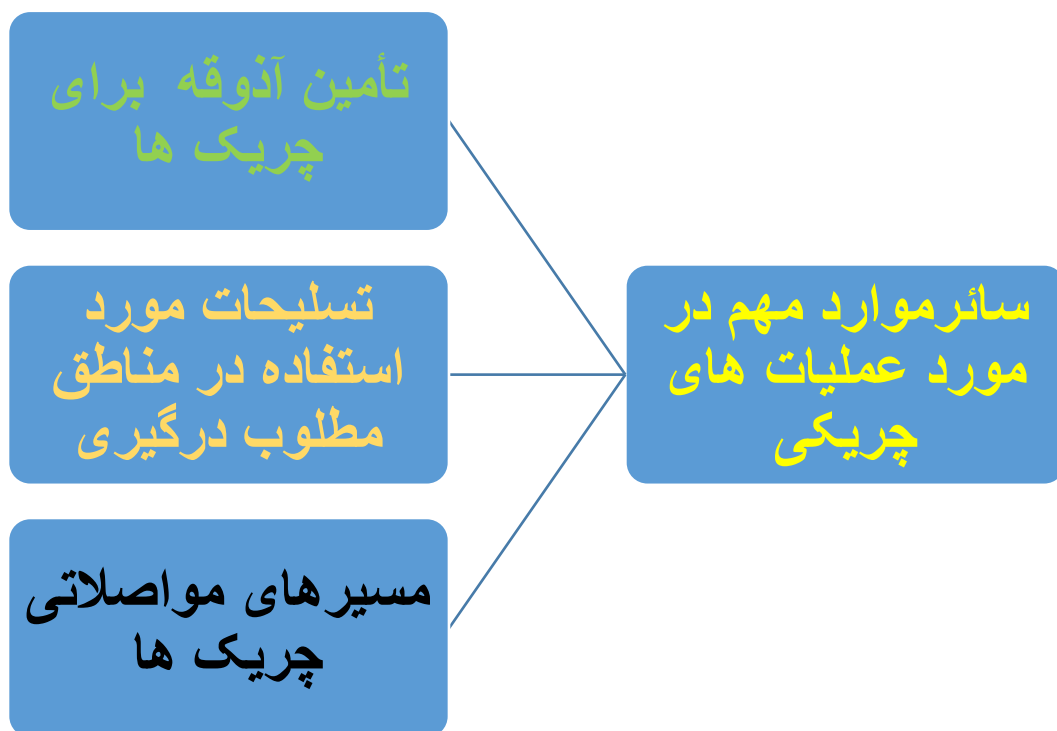 سائرموارد مهم در
مورد عملیات های
چریکی
تأمین آذوقه برای
چریک ها
تسلیحات مورد
استفاده در مناطق
مطلوب درگیری
مسیرهای مواصلاتی
چریک ها